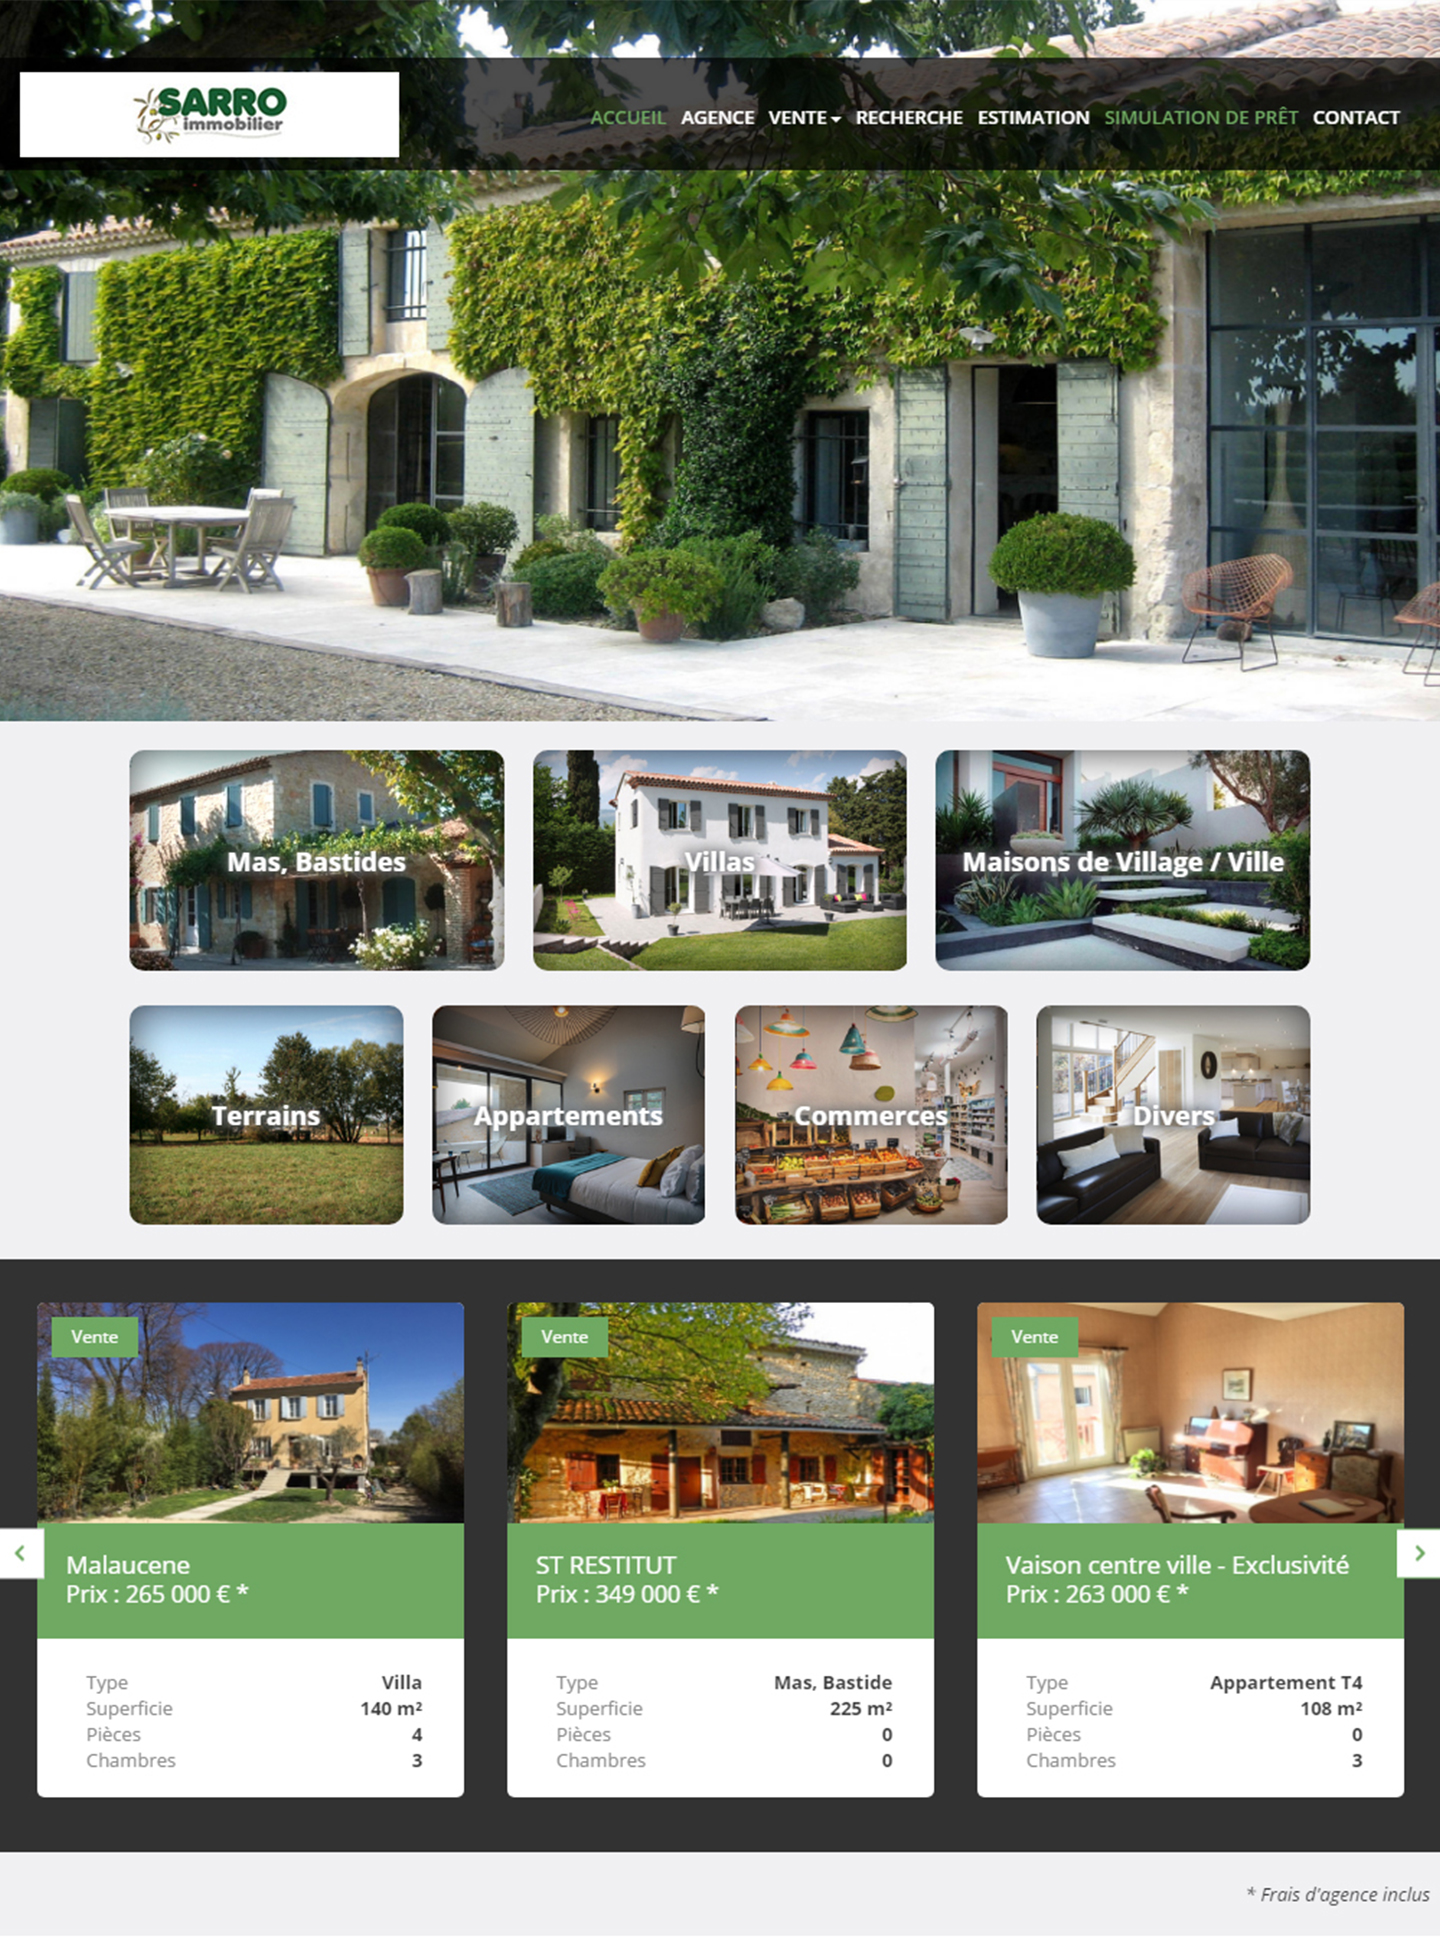 SARRO
immobilier
ACCUEIL AGENCE VENTE RECHERCHE ESTIMATION SIMULATION DE PRÊT CONTACT
Mas, Bastides
Villas
Maisons de Village / Ville
Terrains
Appartements
Commerces
Divers
Vente
Malaucene
Prix : 265 000 € *
Type Villa
Superficie 140 m²
Pièces 4
Chambres 3
Vente
ST RESTITUT
Prix : 349 000 € *
Type Mas, Bastide
Superficie 225 m²
Pièces 0
Chambres 0
Vente
Vaison centre ville - Exclusivité
Prix : 263 000 € *
Type Appartement T4
Superficie 108 m²
Pièces 0
Chambres 3
* Frais d'agence inclus